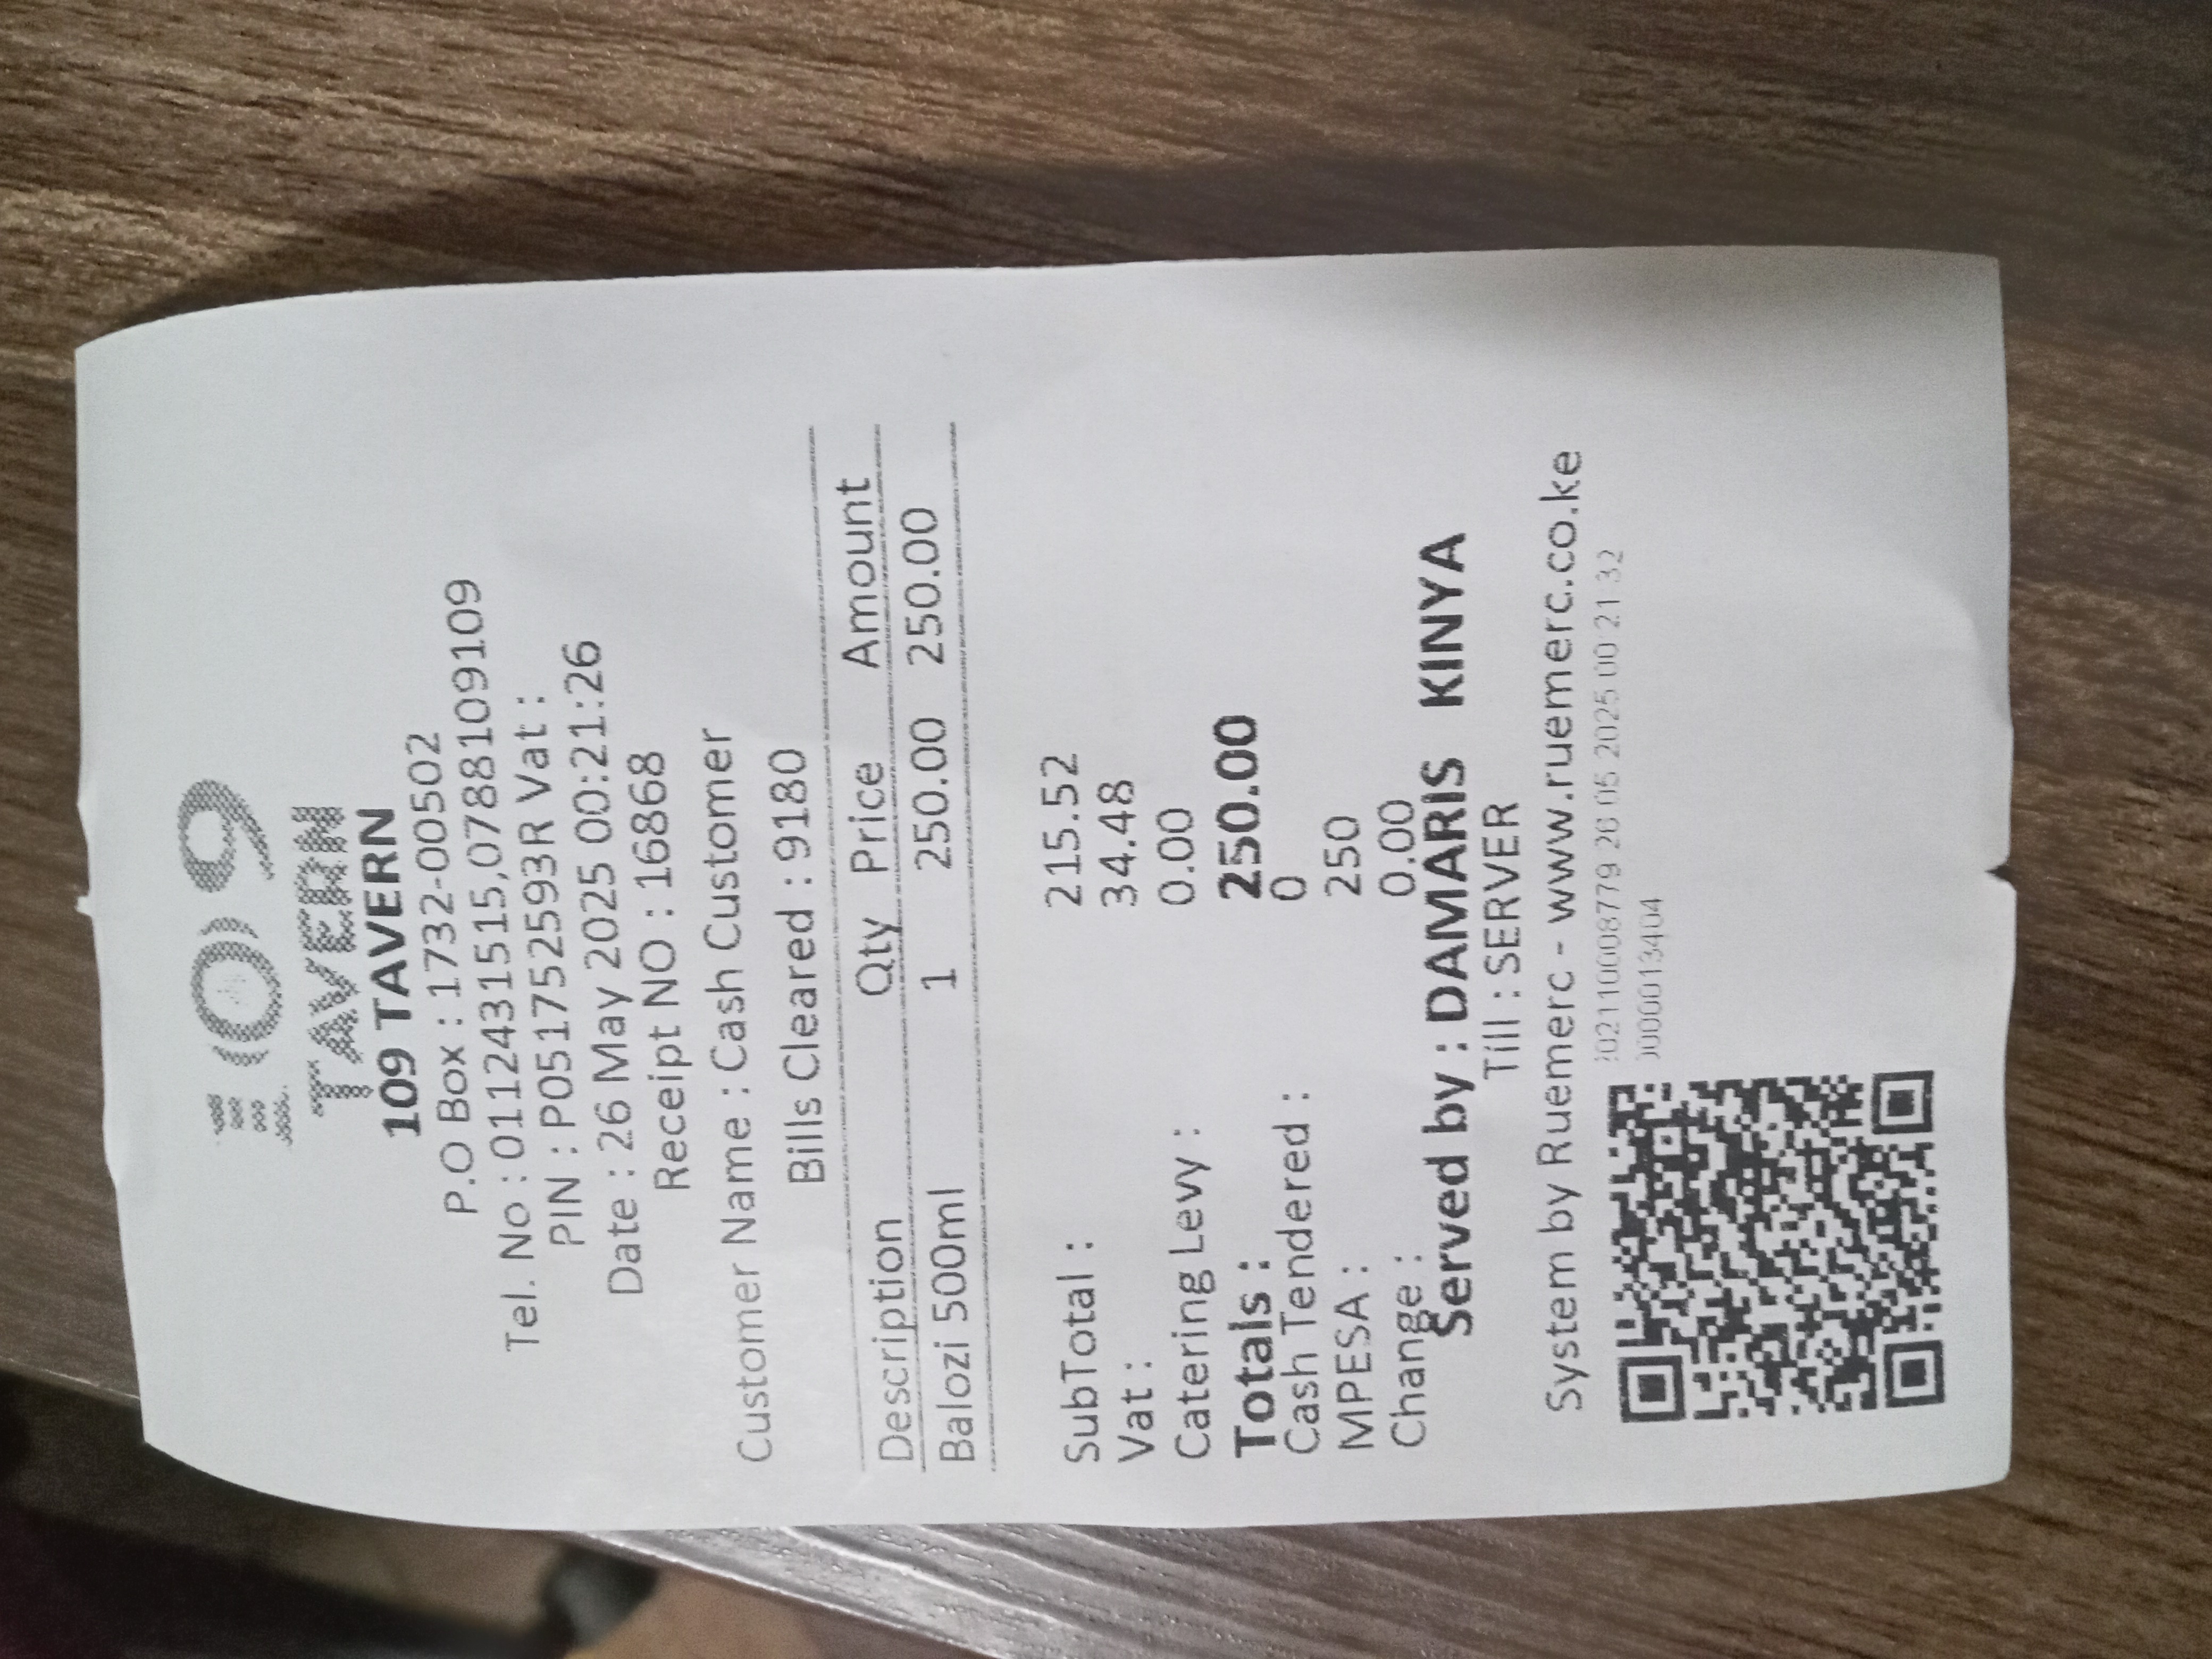 109
TAVERN
109 TAVERN
P.O Box : 1732-00502
Tel. No : 0112431515,0788109109
PIN : P051752593R Vat :
Date : 26 May 2025 00:21:26
Receipt NO : 16868
Customer Name : Cash Customer
Bills Cleared : 9180
Description Qty Price Amount
Balozi 500ml 1 250.00 250.00
SubTotal : 215.52
Vat : 34.48
Catering Levy : 0.00
Totals : 250.00
Cash Tendered : 0
MPESA : 250
Change : 0.00
Served by : DAMARIS KINYA
Till : SERVER
System by Ruemerc - www.ruemerc.co.ke
02110008779 26 05 2025 00 21 32
0000013404